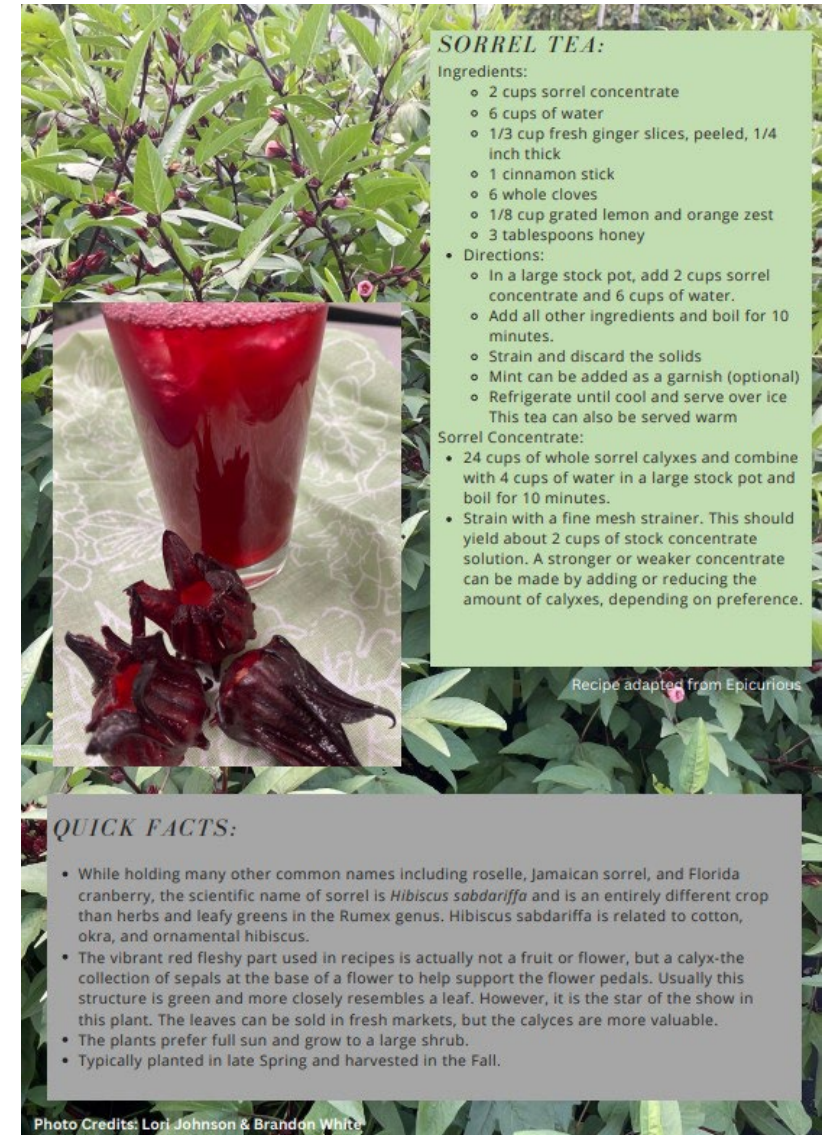 SORREL TEA:
Ingredients:
2 cups sorrel concentrate
6 cups of water
1/3 cup fresh ginger slices, peeled, 1/4
inch thick
1 cinnamon stick
6 whole cloves
1/8 cup grated lemon and orange zest
3 tablespoons honey
Directions:
In a large stock pot, add 2 cups sorrel
concentrate and 6 cups of water.
Add all other ingredients and boil for 10
minutes.
Strain and discard the solids
Mint can be added as a garnish (optional)
Refrigerate until cool and serve over ice
This tea can also be served warm
Sorrel Concentrate:
24 cups of whole sorrel calyxes and combine
with 4 cups of water in a large stock pot and
boil for 10 minutes.
Strain with a fine mesh strainer. This should
yield about 2 cups of stock concentrate
solution. A stronger or weaker concentrate
can be made by adding or reducing the
amount of calyxes, depending on preference.
Recipe adapted from Epicurious
QUICK FACTS:
While holding many other common names including roselle, Jamaican sorrel, and Florida
cranberry, the scientific name of sorrel is Hibiscus sabdariffa and is an entirely different crop
than herbs and leafy greens in the Rumex genus. Hibiscus sabdariffa is related to cotton,
okra, and ornamental hibiscus.
The vibrant red fleshy part used in recipes is actually not a fruit or flower, but a calyx-the
collection of sepals at the base of a flower to help support the flower pedals. Usually this
structure is green and more closely resembles a leaf. However, it is the star of the show in
this plant. The leaves can be sold in fresh markets, but the calyces are more valuable.
The plants prefer full sun and grow to a large shrub.
Typically planted in late Spring and harvested in the Fall.
Photo Credits: Lori Johnson & Brandon White